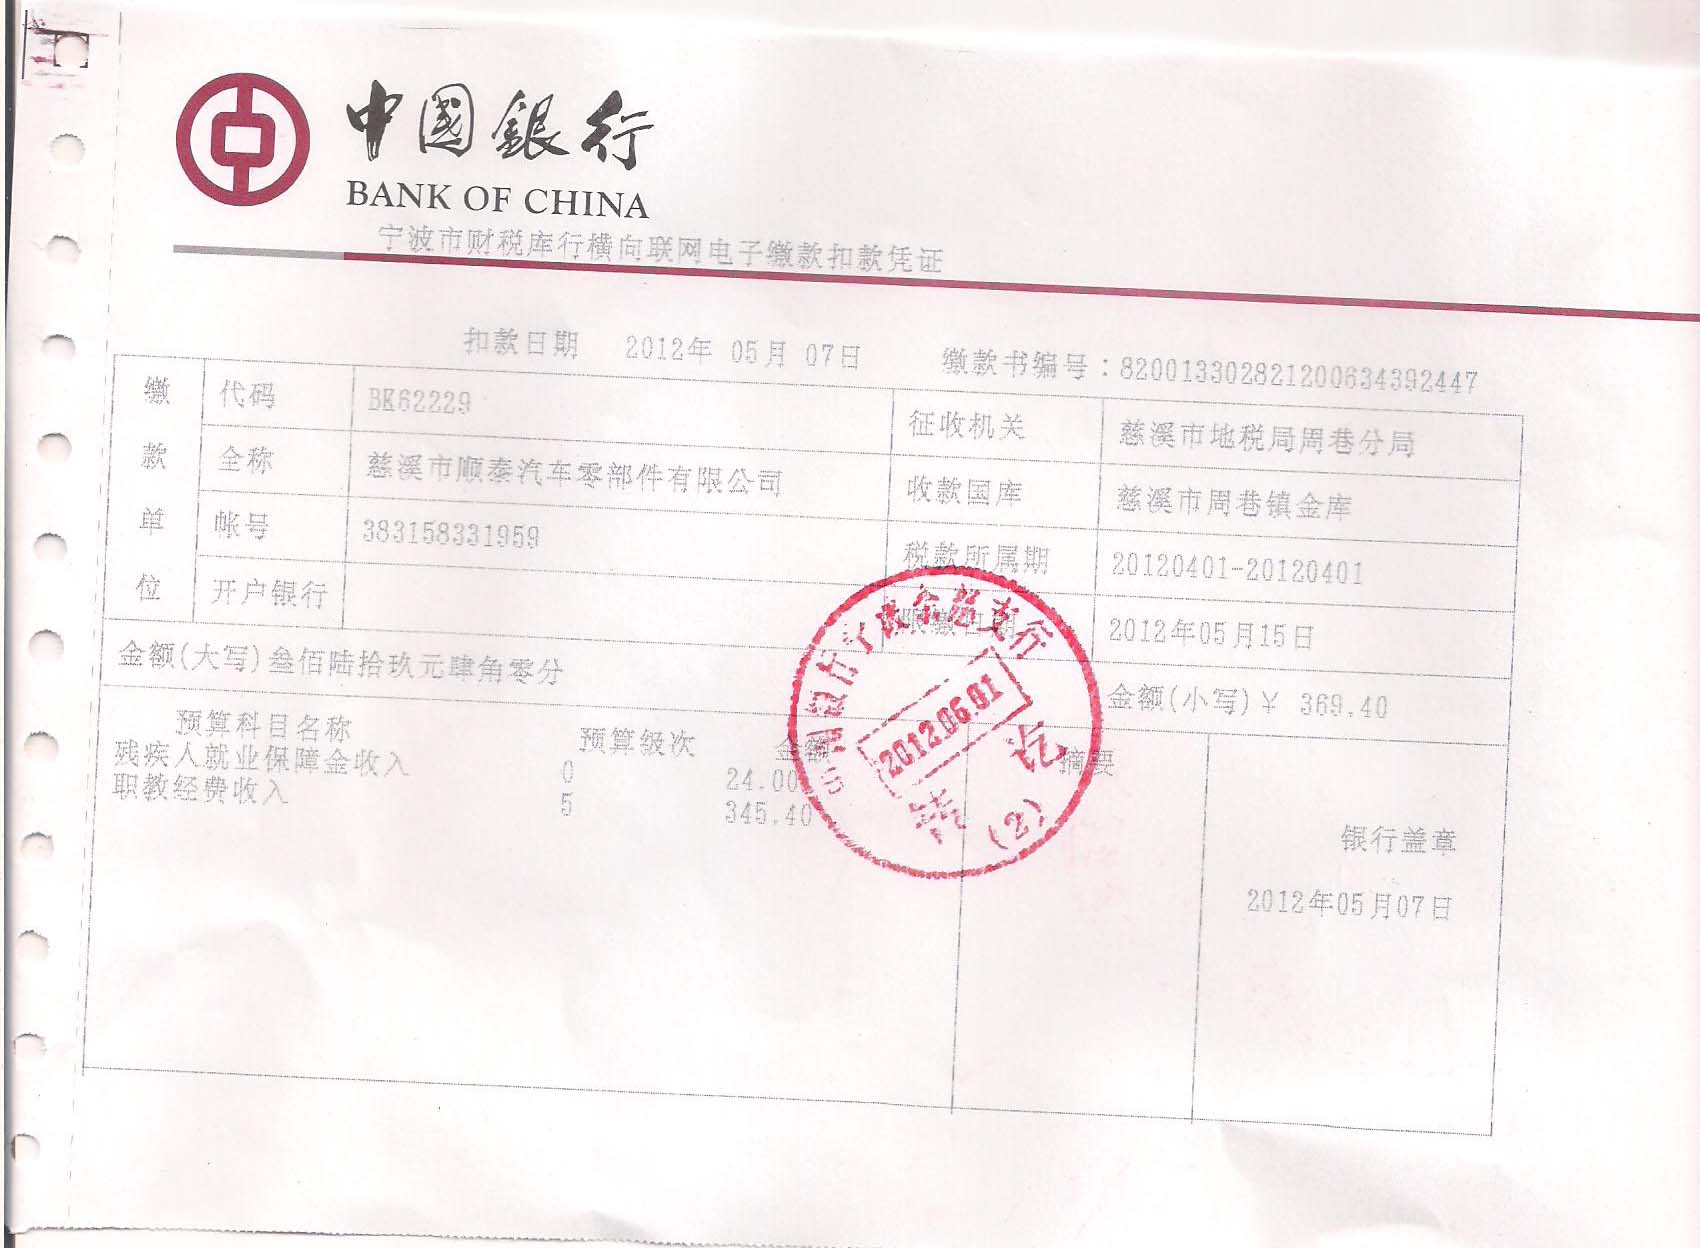 中國銀行
BANK OF CHINA
宁波市财税库行横向联网电子缴款扣款凭证
扣款日期 2012年 05月 07日 缴款书编号:820013302821200634392447
缴款单位
代码 BK62229 征收机关 慈溪市地税局周巷分局
全称 慈溪市顺泰汽车零部件有限公司 收款国库 慈溪市周巷镇金库
帐号 383158331959 税款所属期 20120401-20120401
开户银行 限缴日期 2012年05月15日
金额(大写)叁佰陆拾玖元肆角零分 金额(小写)¥ 369.40
预算科目名称 预算级次 金额 摘要
残疾人就业保障金收入 0 24.00
职教经费收入 5 345.40
银行盖章
2012年05月07日
支行
2012.06.01
转讫
(2)